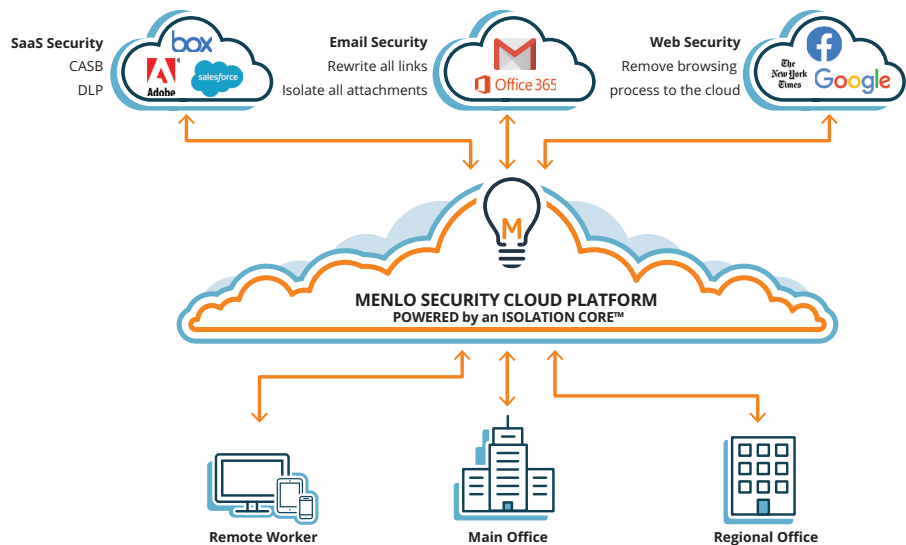 SaaS Security
CASB
DLP
box
Adobe
salesforce
Email Security
Rewrite all links
Isolate all attachments
M
Office 365
Web Security
Remove browsing
process to the cloud
f
The
New York
Times
Google
M
MENLO SECURITY CLOUD PLATFORM
POWERED by an ISOLATION CORE™
Remote Worker
Main Office
Regional Office